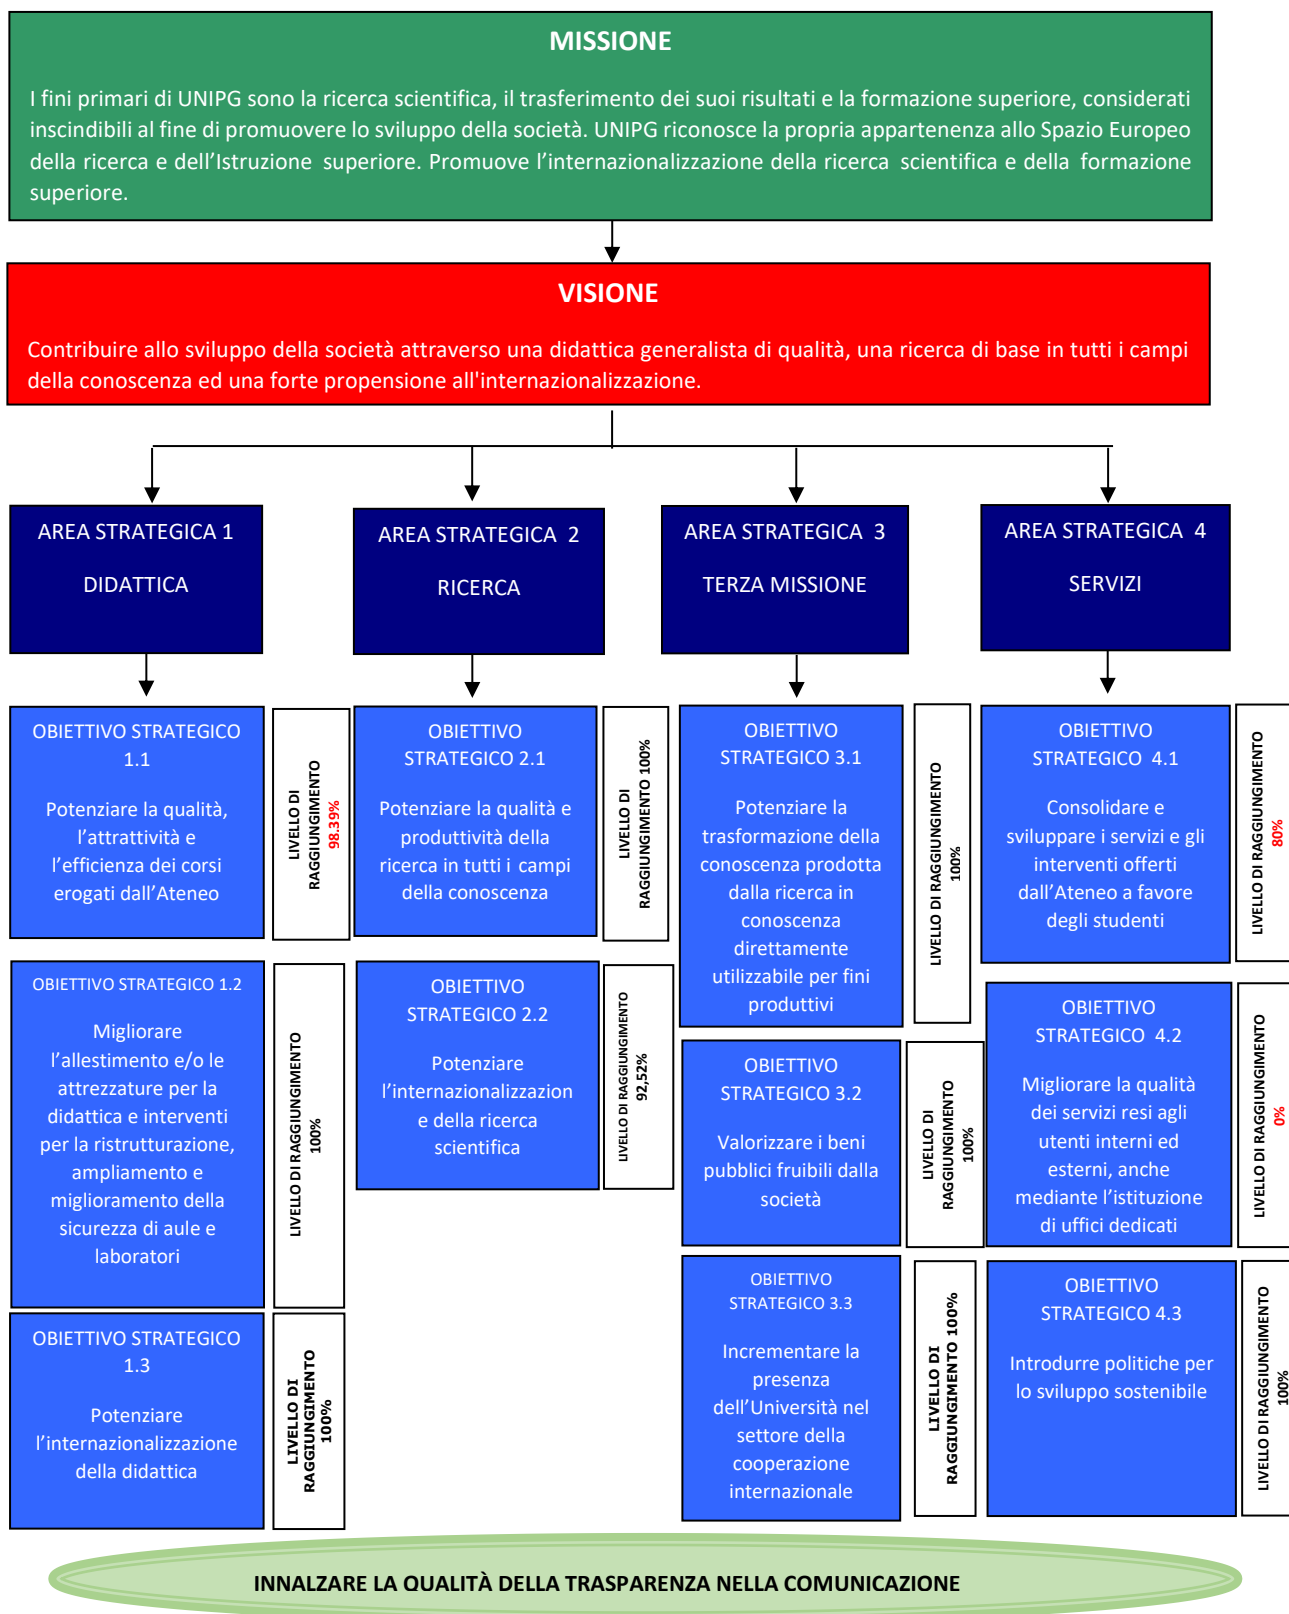 MISSIONE
I fini primari di UNIPG sono la ricerca scientifica, il trasferimento dei suoi risultati e la formazione superiore, considerati
inscindibili al fine di promuovere lo sviluppo della società. UNIPG riconosce la propria appartenenza allo Spazio Europeo
della ricerca e dell’Istruzione superiore. Promuove l’internazionalizzazione della ricerca scientifica e della formazione
superiore.
VISIONE
Contribuire allo sviluppo della società attraverso una didattica generalista di qualità, una ricerca di base in tutti i campi
della conoscenza ed una forte propensione all'internazionalizzazione.
AREA STRATEGICA 1
DIDATTICA
AREA STRATEGICA 2
RICERCA
AREA STRATEGICA 3
TERZA MISSIONE
AREA STRATEGICA 4
SERVIZI
OBIETTIVO STRATEGICO
1.1
Potenziare la qualità,
l’attrattività e
l’efficienza dei corsi
erogati dall’Ateneo
LIVELLO DI
RAGGIUNGIMENTO
98.39%
OBIETTIVO STRATEGICO 1.2
Migliorare
l’allestimento e/o le
attrezzature per la
didattica e interventi
per la ristrutturazione,
ampliamento e
miglioramento della
sicurezza di aule e
laboratori
LIVELLO DI RAGGIUNGIMENTO
100%
OBIETTIVO STRATEGICO
1.3
Potenziare
l’internazionalizzazione
della didattica
LIVELLO DI
RAGGIUNGIMENTO
100%
OBIETTIVO
STRATEGICO 2.1
Potenziare la qualità e
produttività della
ricerca in tutti i campi
della conoscenza
LIVELLO DI
RAGGIUNGIMENTO 100%
OBIETTIVO
STRATEGICO 2.2
Potenziare
l’internazionalizzazion
e della ricerca
scientifica
LIVELLO DI RAGGIUNGIMENTO
92,52%
OBIETTIVO
STRATEGICO 3.1
Potenziare la
trasformazione della
conoscenza prodotta
dalla ricerca in
conoscenza
direttamente
utilizzabile per fini
produttivi
LIVELLO DI RAGGIUNGIMENTO
100%
OBIETTIVO
STRATEGICO 3.2
Valorizzare i beni
pubblici fruibili dalla
società
LIVELLO DI
RAGGIUNGIMENTO
100%
OBIETTIVO
STRATEGICO 3.3
Incrementare la
presenza
dell’Università nel
settore della
cooperazione
internazionale
LIVELLO DI
RAGGIUNGIMENTO 100%
OBIETTIVO
STRATEGICO 4.1
Consolidare e
sviluppare i servizi e gli
interventi offerti
dall’Ateneo a favore
degli studenti
LIVELLO DI RAGGIUNGIMENTO
80%
OBIETTIVO
STRATEGICO 4.2
Migliorare la qualità
dei servizi resi agli
utenti interni ed
esterni, anche
mediante l’istituzione
di uffici dedicati
LIVELLO DI RAGGIUNGIMENTO
0%
OBIETTIVO
STRATEGICO 4.3
Introdurre politiche per
lo sviluppo sostenibile
LIVELLO DI RAGGIUNGIMENTO
100%
INNALZARE LA QUALITÀ DELLA TRASPARENZA NELLA COMUNICAZIONE